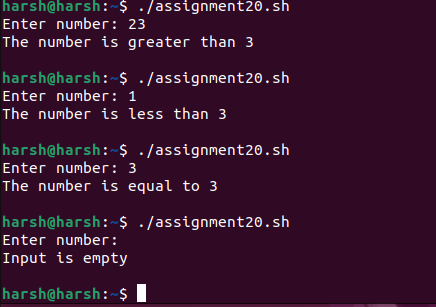 harsh@harsh:~$ ./assignment20.sh
Enter number: 23
The number is greater than 3
harsh@harsh:~$ ./assignment20.sh
Enter number: 1
The number is less than 3
harsh@harsh:~$ ./assignment20.sh
Enter number: 3
The number is equal to 3
harsh@harsh:~$ ./assignment20.sh
Enter number:
Input is empty
harsh@harsh:~$